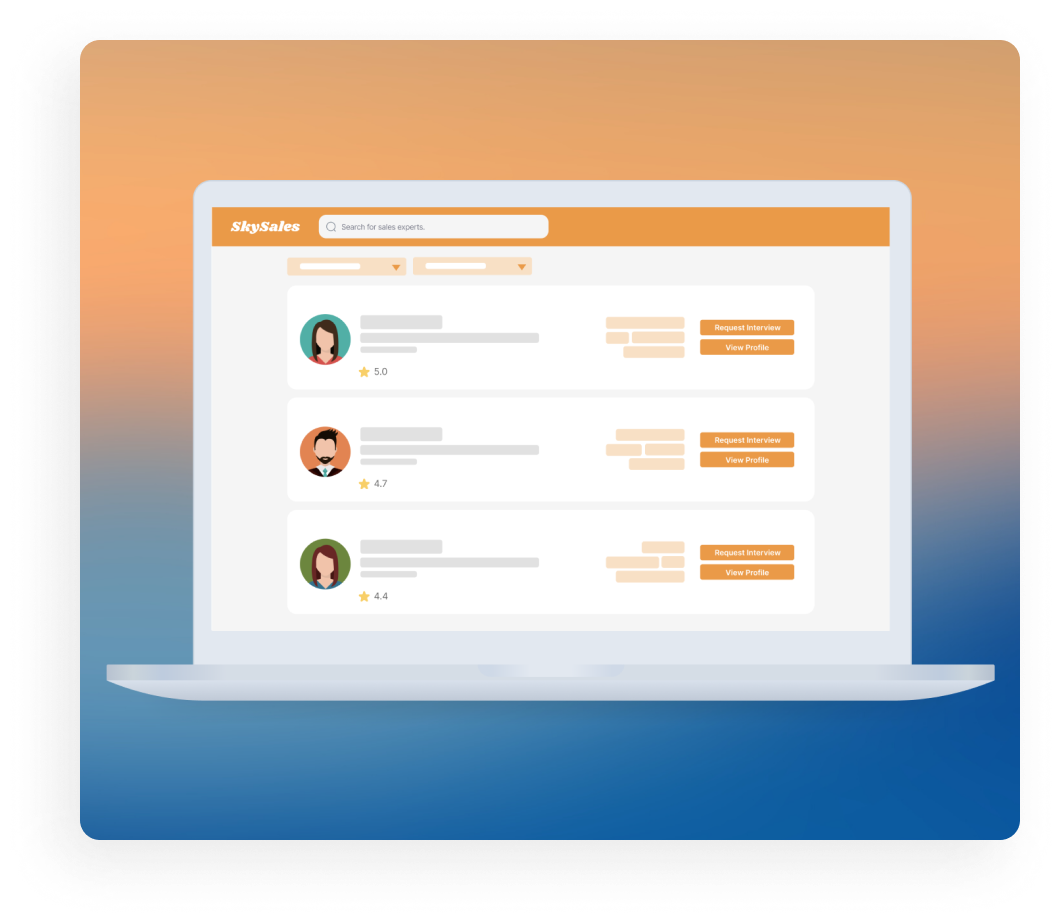 SkySales
Search for sales experts.
Request Interview
View Profile
5.0
Request Interview
View Profile
4.7
Request Interview
View Profile
4.4